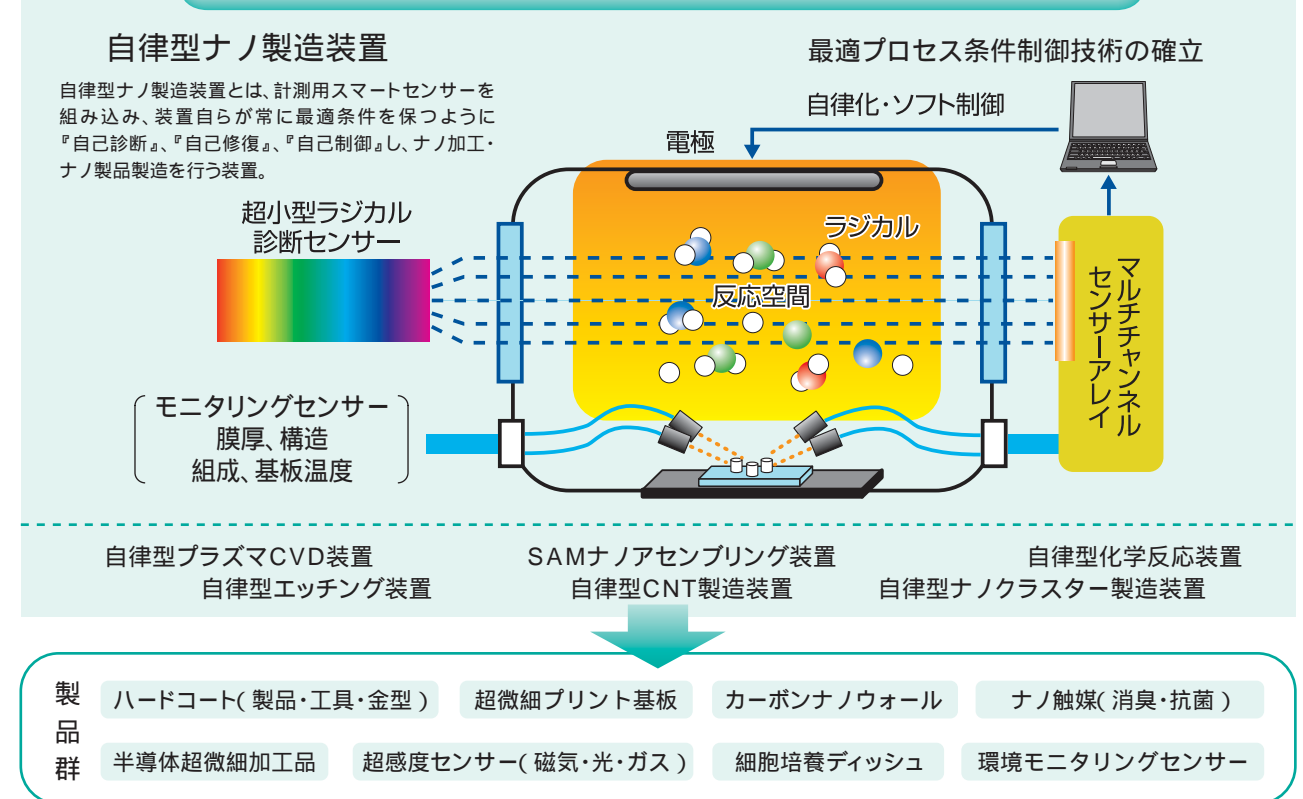 自律型ナノ製造装置
自律型ナノ製造装置とは、計測用スマートセンサーを
組み込み、装置自らが常に最適条件を保つように
『自己診断』、『自己修復』、『自己制御』し、ナノ加工・
ナノ製品製造を行う装置。
最適プロセス条件制御技術の確立
自律化・ソフト制御
電極
超小型ラジカル
診断センサー
ラジカル
反応空間
マルチチャンネル
センサーアレイ
モニタリングセンサー
膜厚、構造
組成、基板温度
自律型プラズマCVD装置
SAMナノアセンブリング装置
自律型化学反応装置
自律型エッチング装置
自律型CNT製造装置
自律型ナノクラスター製造装置
製品群
ハードコート(製品・工具・金型)
超微細プリント基板
カーボンナノウォール
ナノ触媒(消臭・抗菌)
半導体超微細加工品
超感度センサー(磁気・光・ガス)
細胞培養ディッシュ
環境モニタリングセンサー